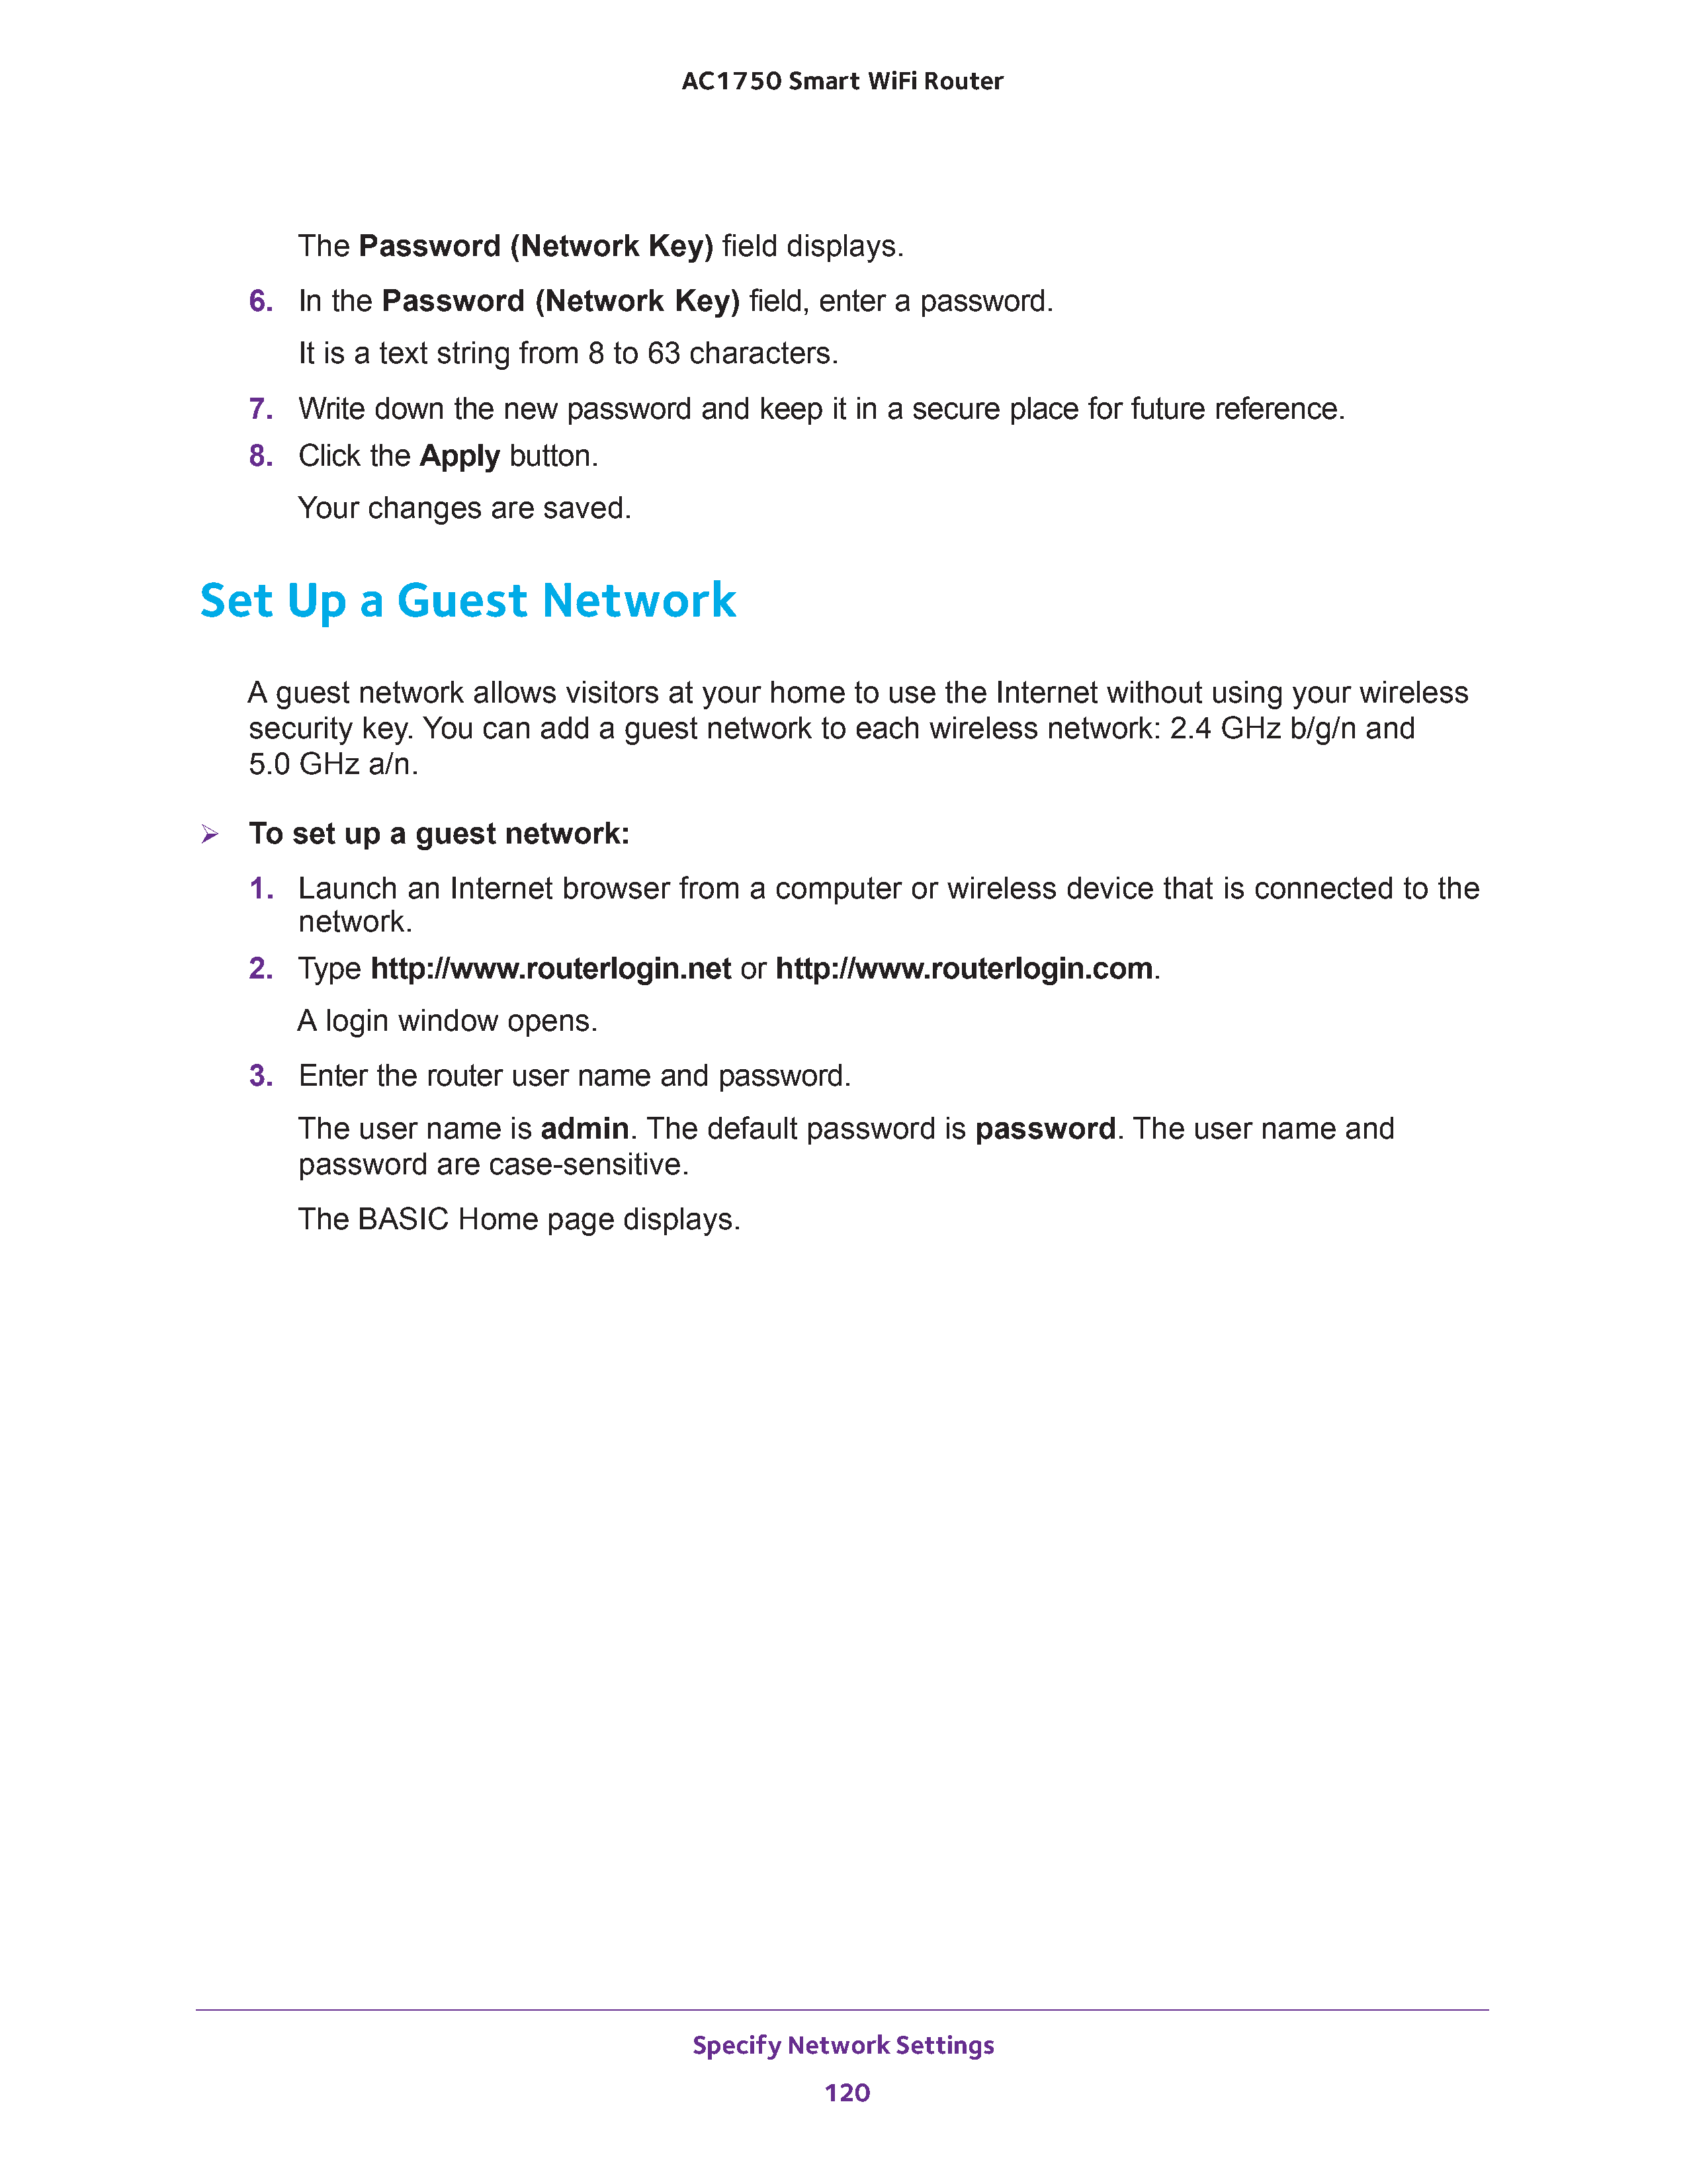 AC1750 Smart WiFi Router
The Password (Network Key) field displays.
6. In the Password (Network Key) field, enter a password.
It is a text string from 8 to 63 characters.
7. Write down the new password and keep it in a secure place for future reference.
8. Click the Apply button.
Your changes are saved.
Set Up a Guest Network
A guest network allows visitors at your home to use the Internet without using your wireless
security key. You can add a guest network to each wireless network: 2.4 GHz b/g/n and
5.0 GHz a/n.
➢ To set up a guest network:
1. Launch an Internet browser from a computer or wireless device that is connected to the
network.
2. Type http://www.routerlogin.net or http://www.routerlogin.com.
A login window opens.
3. Enter the router user name and password.
The user name is admin. The default password is password. The user name and
password are case-sensitive.
The BASIC Home page displays.
Specify Network Settings
120